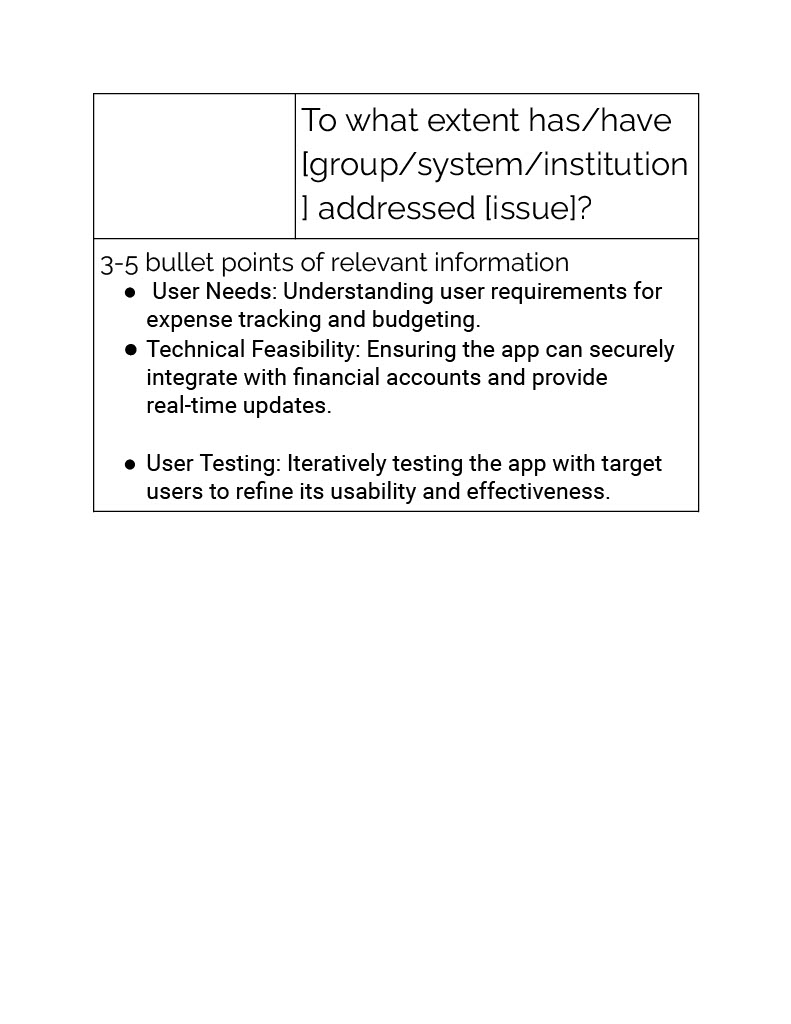 To what extent has/have
[group/system/institution
] addressed [issue]?
3-5 bullet points of relevant information
● User Needs: Understanding user requirements for
expense tracking and budgeting.
● Technical Feasibility: Ensuring the app can securely
integrate with financial accounts and provide
real-time updates.
● User Testing: Iteratively testing the app with target
users to refine its usability and effectiveness.